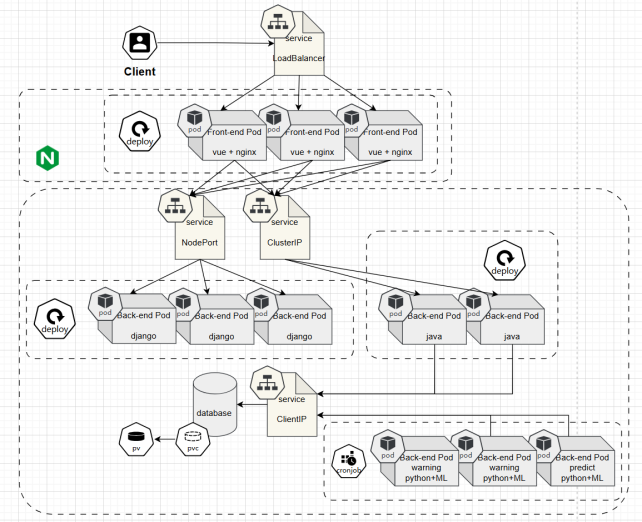 service
LoadBalancer
Client
deploy
pod
Front-end Pod
vue + nginx
pod
Front-end Pod
vue + nginx
pod
Front-end Pod
vue + nginx
N
service
NodePort
service
ClusterIP
deploy
deploy
pod
Back-end Pod
django
pod
Back-end Pod
django
pod
Back-end Pod
django
pod
Back-end Pod
java
pod
Back-end Pod
java
service
ClientIP
database
pv
pvc
cronjob
pod
Back-end Pod
warning
python+ML
pod
Back-end Pod
warning
python+ML
pod
Back-end Pod
predict
python+ML